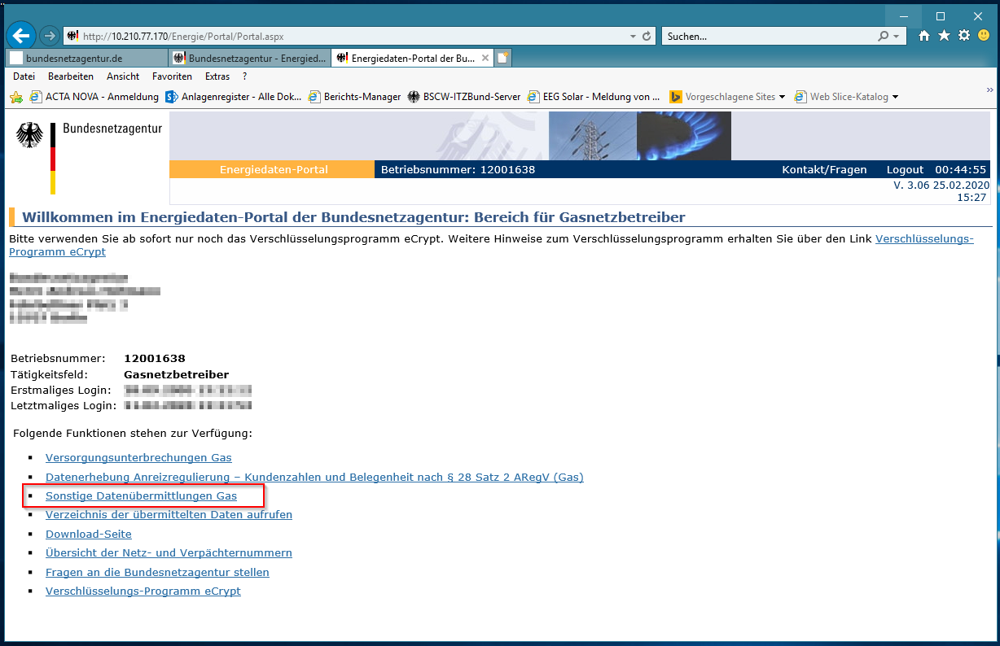 http://10.210.77.170/Energie/Portal/Portal.aspx
Suchen...
bundesnetzagentur.de
Bundesnetzagentur - Energied...
Energiedaten-Portal der Bu...
Datei Bearbeiten Ansicht Favoriten Extras ?
ACTA NOVA - Anmeldung Anlagenregister - Alle Dok... Berichts-Manager BSCW-ITZBund-Server EEG Solar - Meldung von ... Vorgeschlagene Sites Web Slice-Katalog
Bundesnetzagentur
Energiedaten-Portal Betriebsnummer: 12001638 Kontakt/Fragen Logout 00:44:55
V. 3.06 25.02.2020
15:27
Willkommen im Energiedaten-Portal der Bundesnetzagentur: Bereich für Gasnetzbetreiber
Bitte verwenden Sie ab sofort nur noch das Verschlüsselungsprogramm eCrypt. Weitere Hinweise zum Verschlüsselungsprogramm erhalten Sie über den Link Verschlüsselungs-
Programm eCrypt
Betriebsnummer: 12001638
Tätigkeitsfeld: Gasnetzbetreiber
Erstmaliges Login:
Letztmaliges Login:
Folgende Funktionen stehen zur Verfügung:
Versorgungsunterbrechungen Gas
Datenerhebung Anreizregulierung – Kundenzahlen und Belegenheit nach § 28 Satz 2 ARegV (Gas)
Sonstige Datenübermittlungen Gas
Verzeichnis der übermittelten Daten aufrufen
Download-Seite
Übersicht der Netz- und Verpächternummern
Fragen an die Bundesnetzagentur stellen
Verschlüsselungs-Programm eCrypt